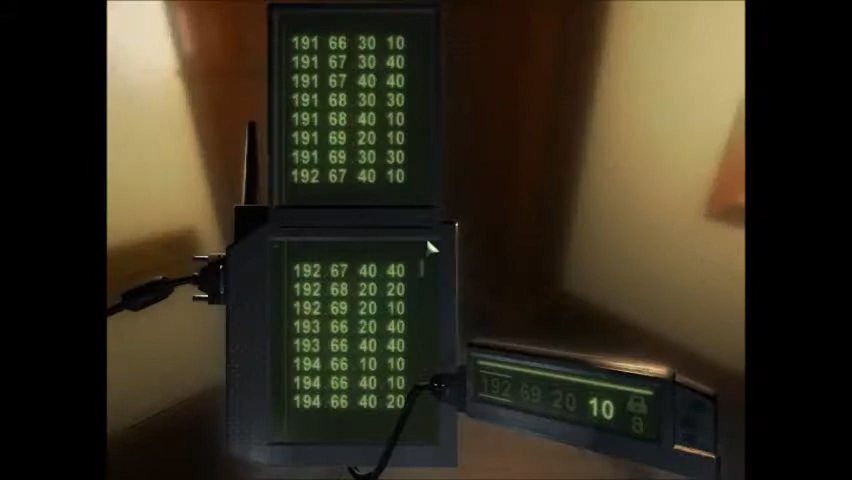 191 66 30 10
191 67 30 40
191 67 40 40
191 68 30 30
191 68 40 10
191 69 20 10
191 69 30 30
192 67 40 10
192 67 40 40
192 68 20 20
192 69 20 10
193 66 20 40
193 66 40 40
194 66 10 10
194 66 40 10
194 66 40 20
192 69 20 10
8